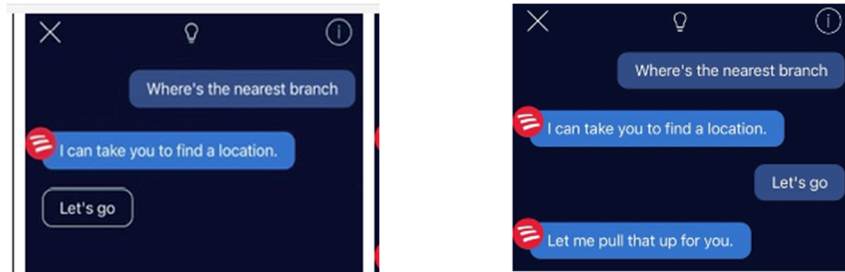 Where's the nearest branch
I can take you to find a location.
Let's go
Where's the nearest branch
I can take you to find a location.
Let's go
Let me pull that up for you.